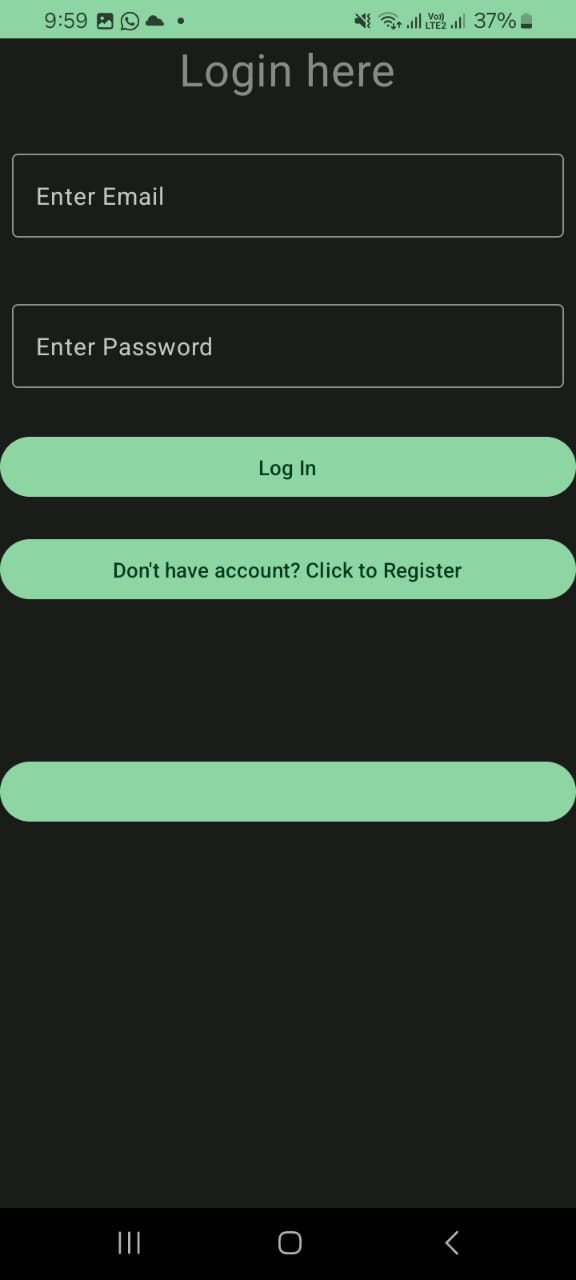 9:59
Vo))
LTE2
37%
Login here
Enter Email
Enter Password
Log In
Don't have account? Click to Register